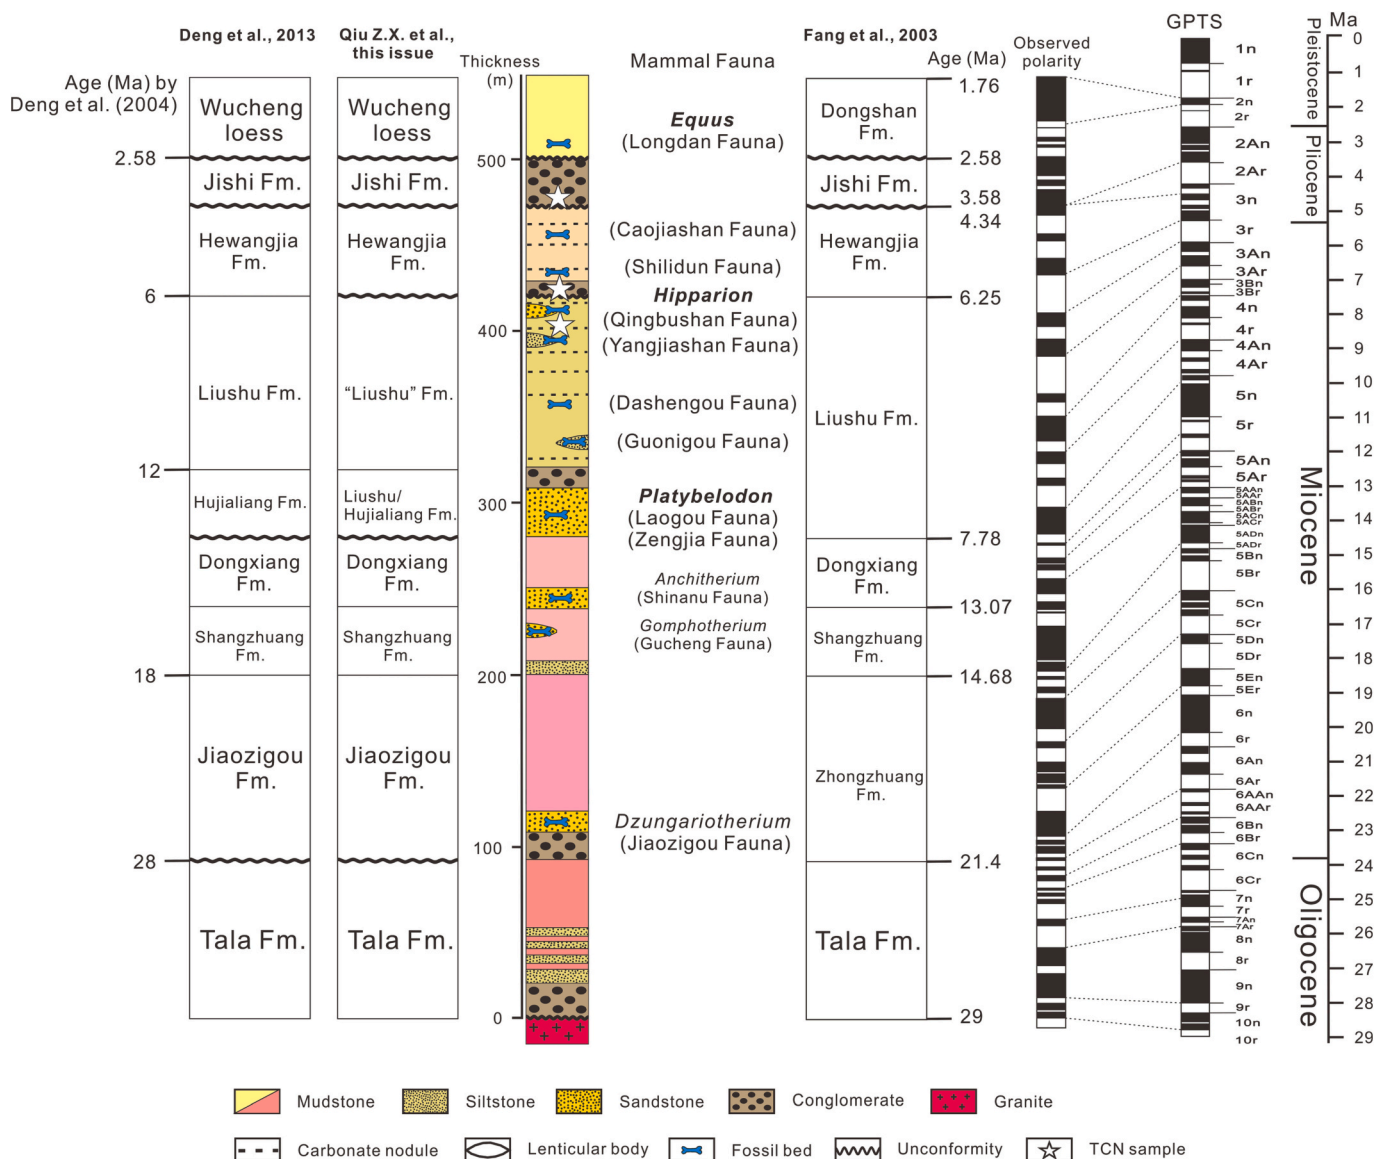 Deng et al., 2013
Qiu Z.X. et al.,
this issue
Age (Ma) by
Deng et al. (2004)
Thickness
(m)
Mammal Fauna
Fang et al., 2003
Age (Ma)
Observed
polarity
GPTS
Ma
Wucheng
loess
2.58
Jishi Fm.
Hewangjia
Fm.
6
Liushu Fm.
12
Hujialiang Fm.
Dongxiang
Fm.
Shangzhuang
Fm.
18
Jiaozigou
Fm.
28
Tala Fm.
Wucheng
loess
Jishi Fm.
Hewangjia
Fm.
“Liushu” Fm.
Liushu/
Hujialiang Fm.
Dongxiang
Fm.
Shangzhuang
Fm.
Jiaozigou
Fm.
Tala Fm.
500
400
300
200
100
0
Equus
(Longdan Fauna)
(Caojiashan Fauna)
(Shilidun Fauna)
Hipparion
(Qingbushan Fauna)
(Yangjiashan Fauna)
(Dashengou Fauna)
(Guonigou Fauna)
Platybelodon
(Laogou Fauna)
(Zengjia Fauna)
Anchitherium
(Shinanu Fauna)
Gomphotherium
(Gucheng Fauna)
Dzungariotherium
(Jiaozigou Fauna)
Dongshan
Fm.
Jishi Fm.
Hewangjia
Fm.
Liushu Fm.
Dongxiang
Fm.
Shangzhuang
Fm.
Zhongzhuang
Fm.
Tala Fm.
1.76
2.58
3.58
4.34
6.25
7.78
13.07
14.68
21.4
29
1n
1r
2n
2r
2An
2Ar
3n
3r
3An
3Ar
3Bn
3Br
4n
4r
4An
4Ar
5n
5r
5An
5Ar
5AAn
5AAr
5ABn
5ABr
5ACn
5ACr
5ADn
5ADr
5Bn
5Br
5Cn
5Cr
5Dn
5Dr
5En
5Er
6n
6r
6An
6Ar
6AAn
6AAr
6Bn
6Br
6Cn
6Cr
7n
7r
7An
7Ar
8n
8r
9n
9r
10n
10r
Pleistocene
Pliocene
Miocene
Oligocene
0
1
2
3
4
5
6
7
8
9
10
11
12
13
14
15
16
17
18
19
20
21
22
23
24
25
26
27
28
29
Mudstone
Siltstone
Sandstone
Conglomerate
Granite
Carbonate nodule
Lenticular body
Fossil bed
Unconformity
TCN sample